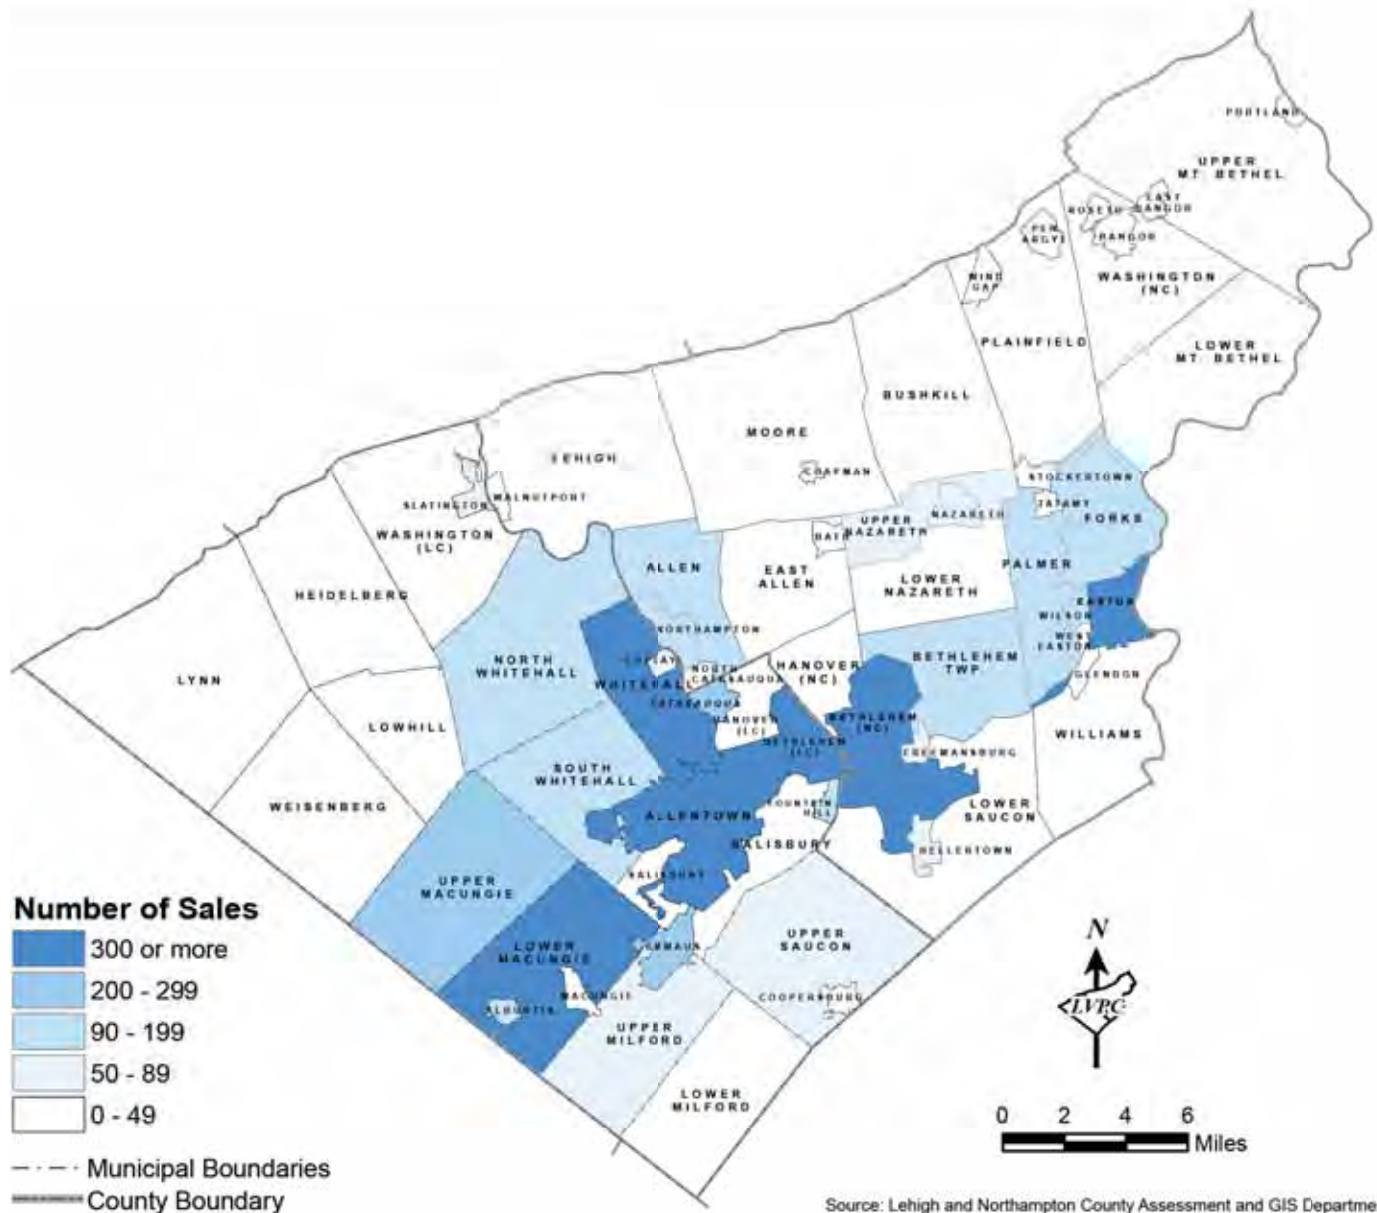 PORTLAND
UPPER
MT. BETHEL
EAST
BANGOR
ROSETO
BANGOR
PEN
ARGYL
WIND
GAP
WASHINGTON
(NC)
PLAINFIELD
LOWER
MT. BETHEL
BUSHKILL
MOORE
CHAPMAN
LEHIGH
WALNUTPORT
SLATINGTON
WASHINGTON
(LC)
STOCKERTOWN
TATAMY
FORKS
NAZARETH
UPPER
NAZARETH
BATH
HEIDELBERG
ALLEN
EAST
ALLEN
LOWER
NAZARETH
PALMER
EASTON
WILSON
WEST
EASTON
GLENDON
NORTHAMPTON
LYNN
NORTH
WHITEHALL
COPLAY
WHITEHALL
NORTH
CATASAUQUA
CATASAUQUA
HANOVER
(NC)
BETHLEHEM
TWP
LOWHILL
HANOVER
(LC)
BETHLEHEM
(LC)
BETHLEHEM
(NC)
FREEMANSBURG
WILLIAMS
SOUTH
WHITEHALL
WEISENBERG
ALLENTOWN
FOUNTAIN
HILL
SALISBURY
LOWER
SAUCON
HELLERTOWN
SALISBURY
UPPER
MACUNGIE
LOWER
MACUNGIE
EMMAUS
UPPER
SAUCON
ALBURTIS
MACUNGIE
COOPERSBURG
UPPER
MILFORD
LOWER
MILFORD
Number of Sales
300 or more
200 - 299
90 - 199
50 - 89
0 - 49
Municipal Boundaries
County Boundary
N
LVPC
0 2 4 6
Miles
Source: Lehigh and Northampton County Assessment and GIS Departme